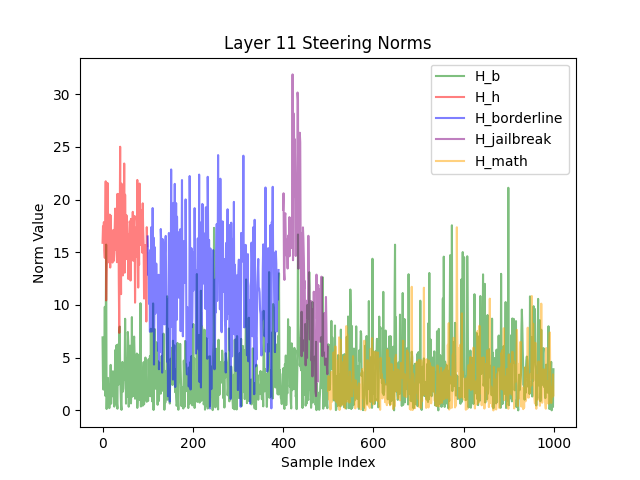 Layer 11 Steering Norms
H_b
H_h
H_borderline
H_jailbreak
H_math
Norm Value
30
25
20
15
10
5
0
0 200 400 600 800 1000
Sample Index